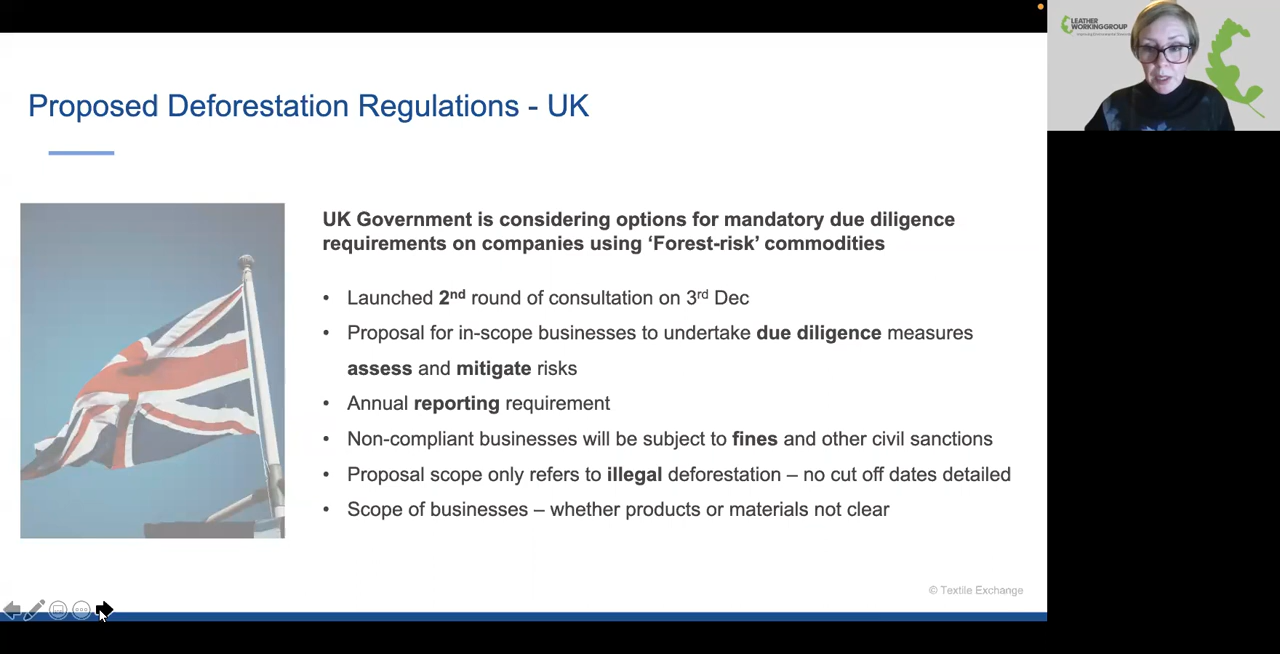 LEATHER
WORKINGGROUP
Proposed Deforestation Regulations - UK
UK Government is considering options for mandatory due diligence
requirements on companies using ‘Forest-risk’ commodities
• Launched 2nd round of consultation on 3rd Dec
• Proposal for in-scope businesses to undertake due diligence measures
assess and mitigate risks
• Annual reporting requirement
• Non-compliant businesses will be subject to fines and other civil sanctions
• Proposal scope only refers to illegal deforestation – no cut off dates detailed
• Scope of businesses – whether products or materials not clear
© Textile Exchange